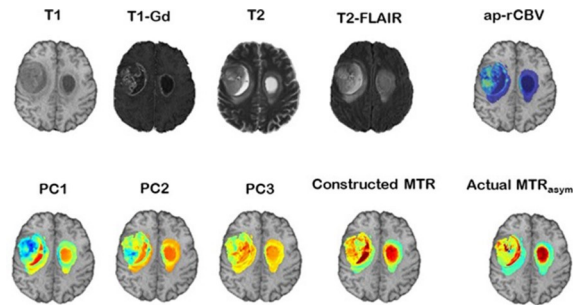 T1 T1-Gd T2 T2-FLAIR ap-rCBV
PC1 PC2 PC3 Constructed MTR Actual MTRasym